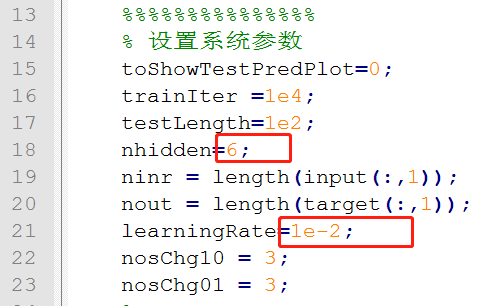 13 %%%%%%%%%%%%%%%
14 % 设置系统参数
15 toShowTestPredPlot=0;
16 trainIter =1e4;
17 testLength=1e2;
18 nhidden=6;
19 ninr = length(input(:,1));
20 nout = length(target(:,1));
21 learningRate=1e-2;
22 nosChg10 = 3;
23 nosChg01 = 3;